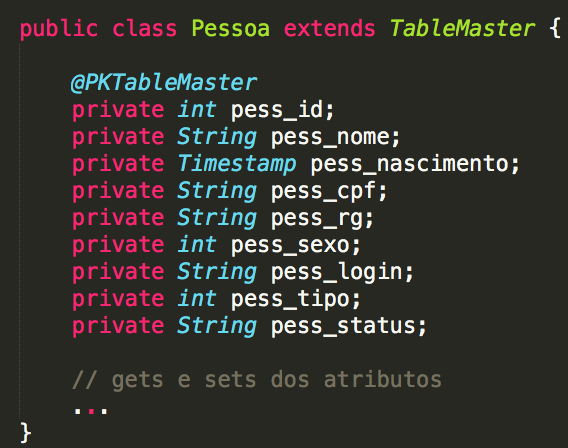 public class Pessoa extends TableMaster {
@PKTableMaster
private int pess_id;
private String pess_nome;
private Timestamp pess_nascimento;
private String pess_cpf;
private String pess_rg;
private int pess_sexo;
private String pess_login;
private int pess_tipo;
private String pess_status;
// gets e sets dos atributos
...
}